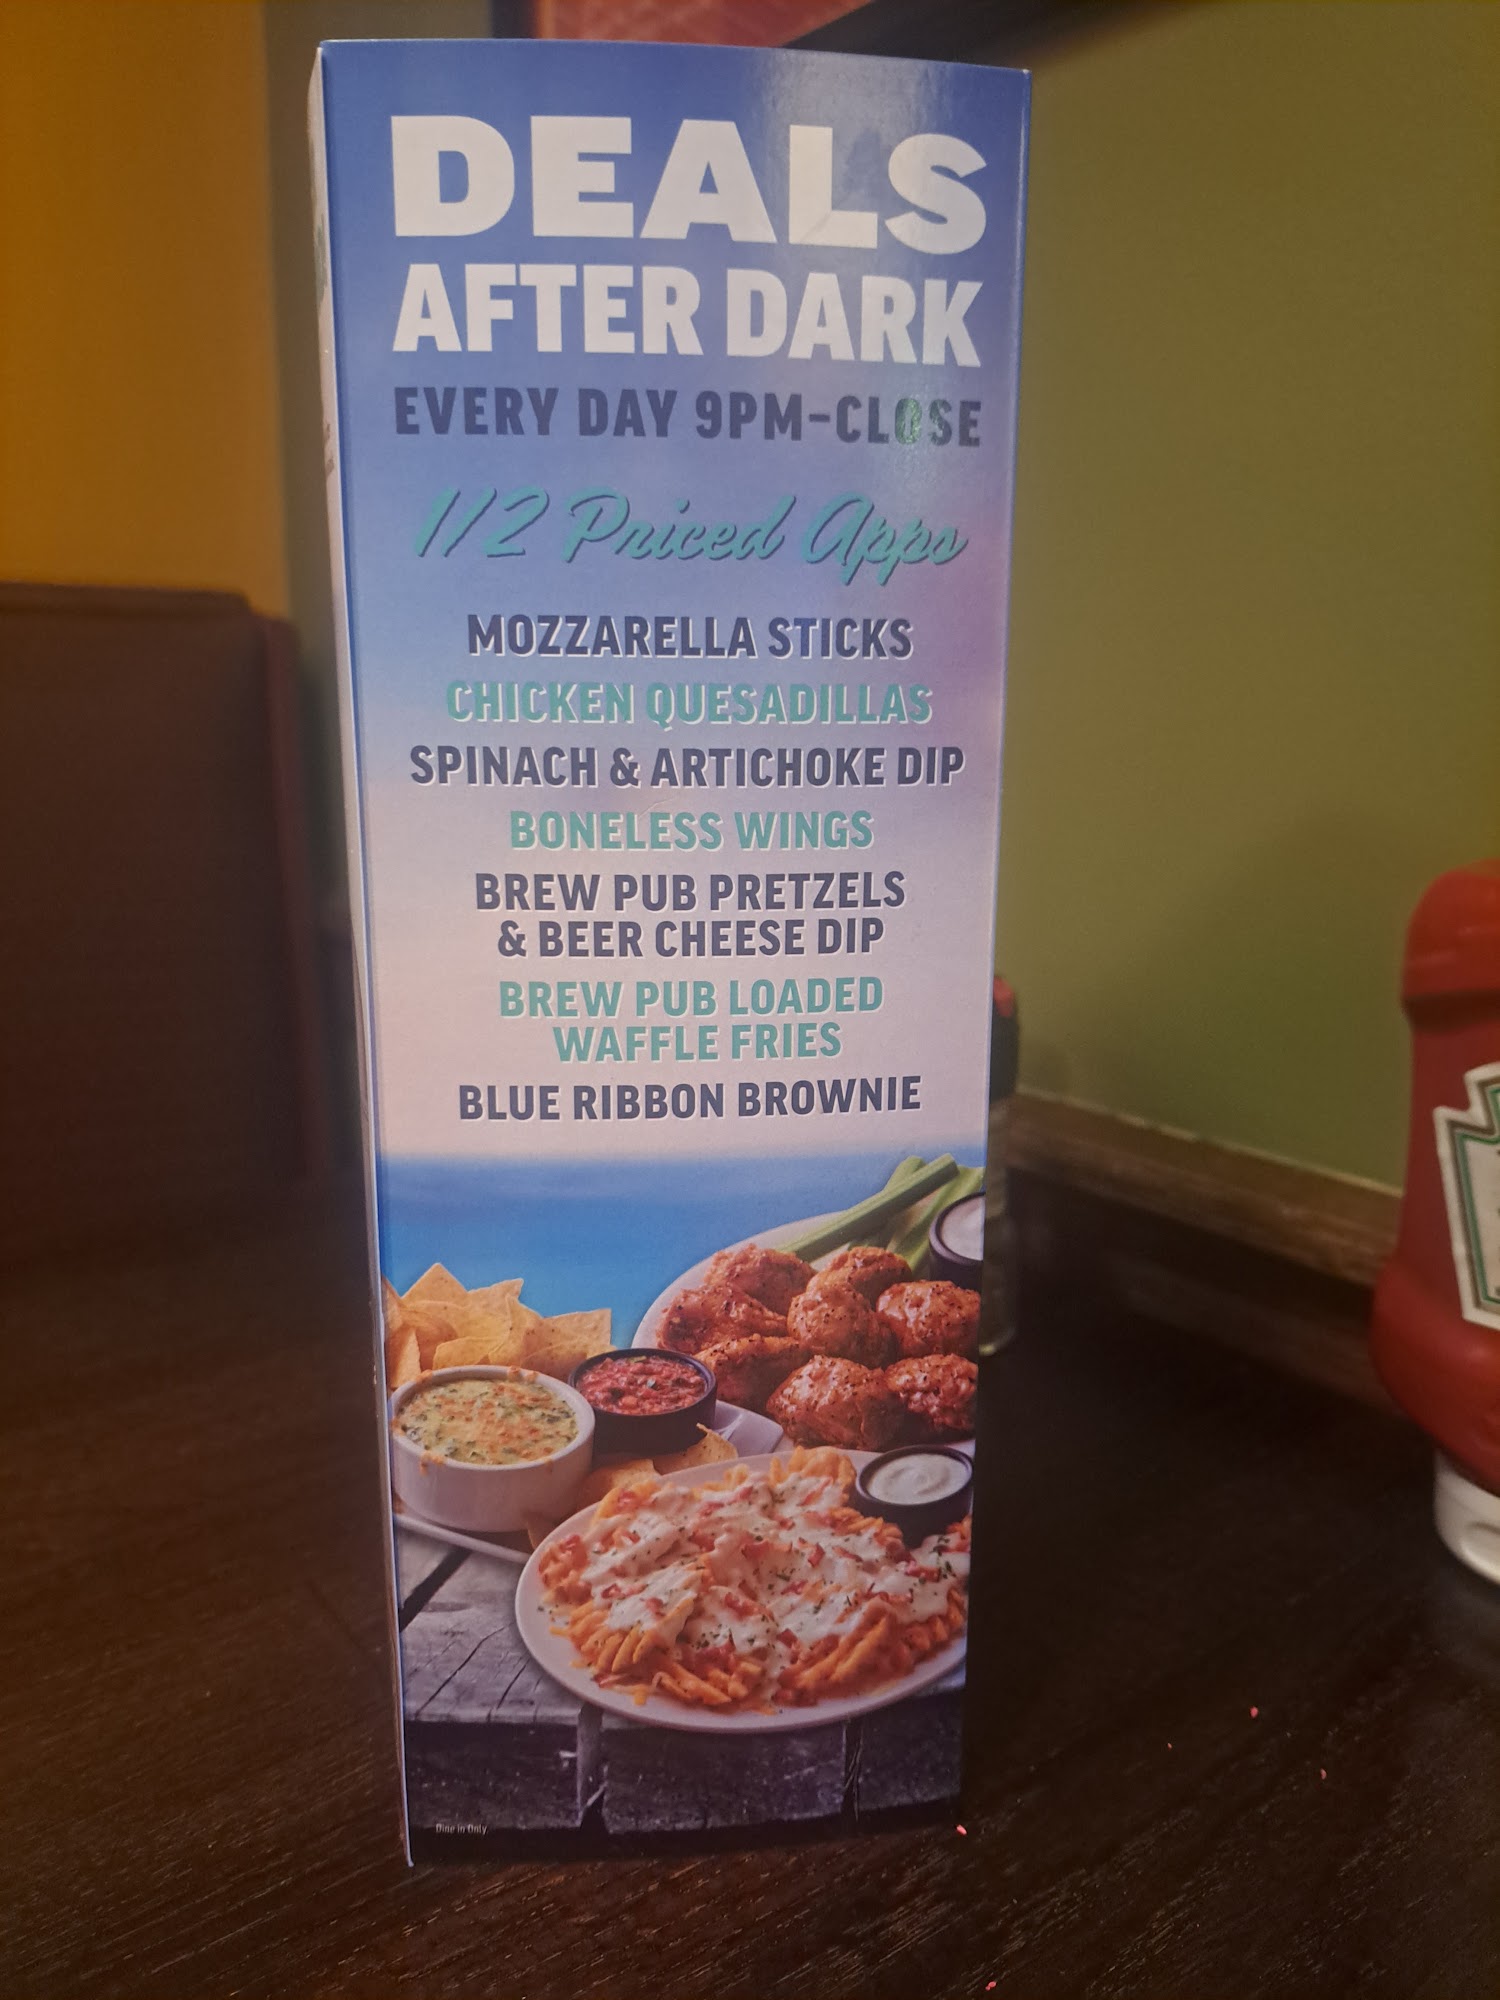 DEALS
AFTER DARK
EVERY DAY 9PM-CLOSE
1/2 Priced Apps
MOZZARELLA STICKS
CHICKEN QUESADILLAS
SPINACH & ARTICHOKE DIP
BONELESS WINGS
BREW PUB PRETZELS
& BEER CHEESE DIP
BREW PUB LOADED
WAFFLE FRIES
BLUE RIBBON BROWNIE
Dine in Only.